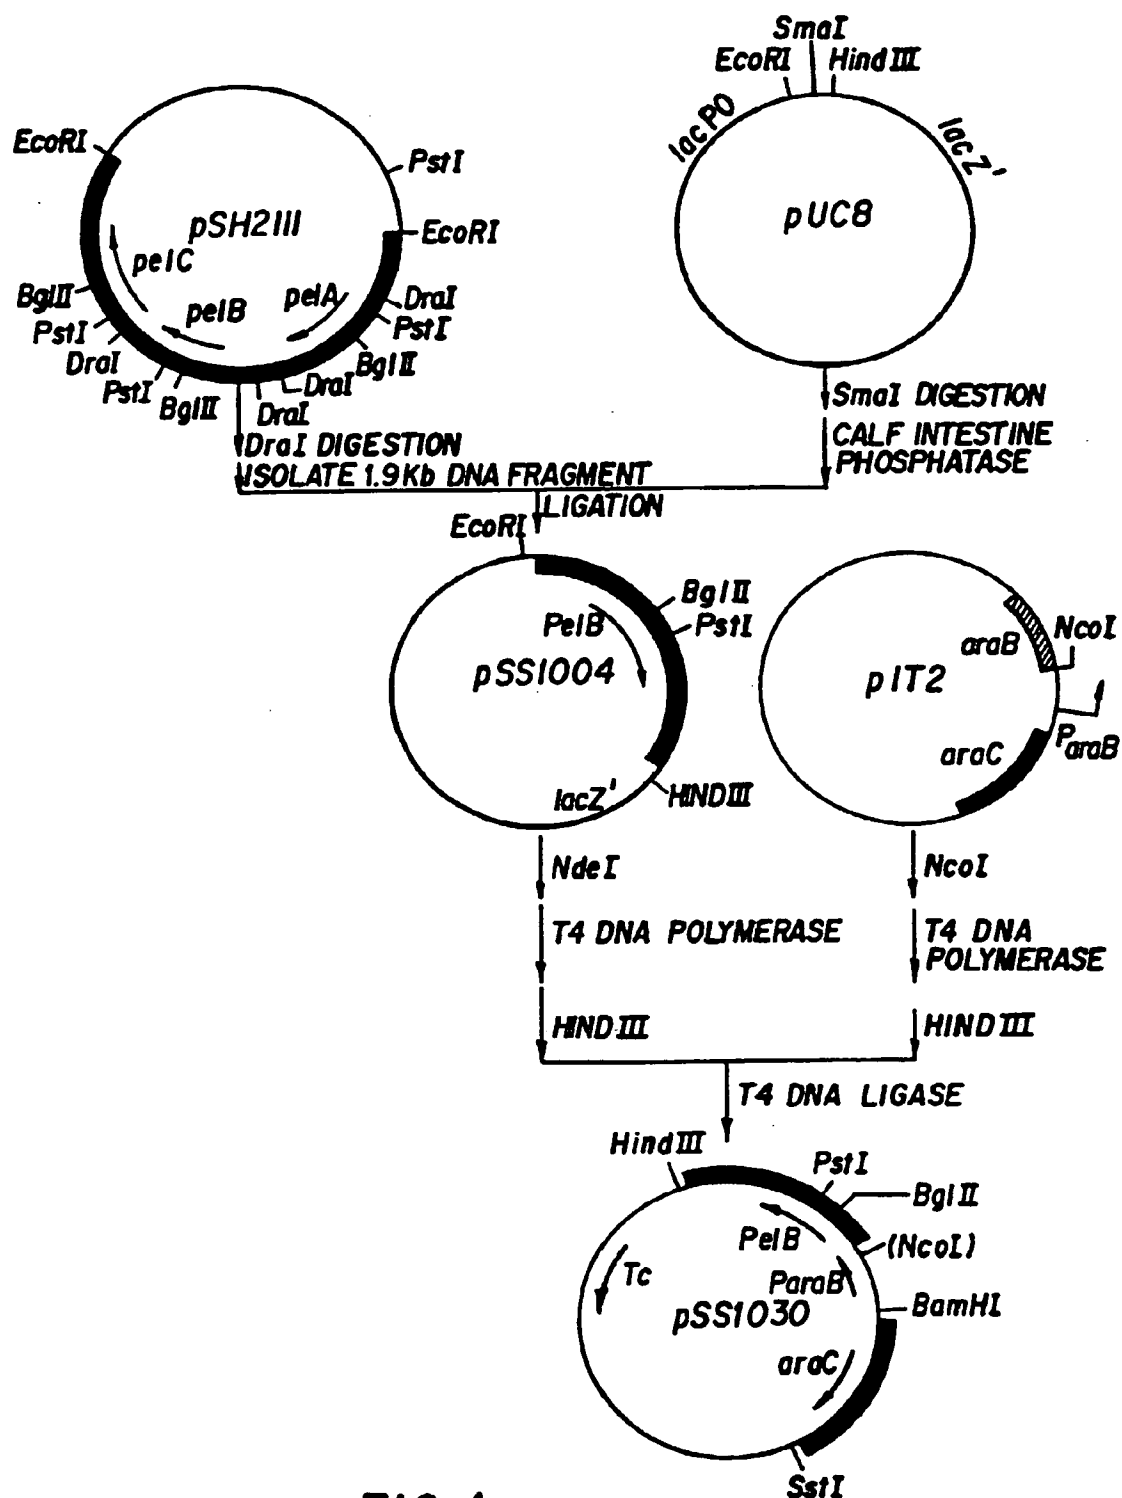 SmaI
EcoRI
HindIII
lacPO
lacZ'
pUC8
EcoRI
PstI
pSH2III
EcoRI
pelC
pelB
pelA
BglII
PstI
DraI
PstI
BglII
DraI
DraI
BglII
PstI
DraI
DraI DIGESTION
ISOLATE 1.9Kb DNA FRAGMENT
SmaI DIGESTION
CALF INTESTINE
PHOSPHATASE
LIGATION
EcoRI
BglII
PstI
PelB
pSS1004
lacZ'
HINDIII
araB
NcoI
pIT2
ParaB
araC
NdeI
T4 DNA POLYMERASE
HINDIII
NcoI
T4 DNA
POLYMERASE
HINDIII
T4 DNA LIGASE
HindIII
PstI
BglII
PelB
(NcoI)
Tc
ParaB
BamHI
pSS1030
araC
SstI